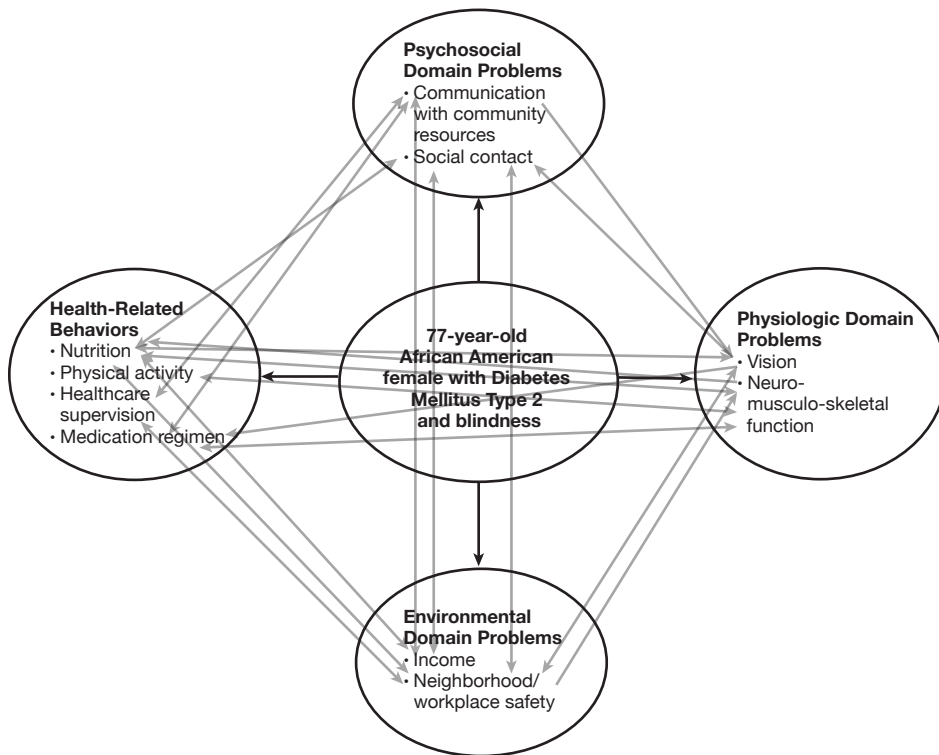 Psychosocial
Domain Problems
· Communication
with community
resources
· Social contact
Health-Related
Behaviors
· Nutrition
· Physical activity
· Healthcare
supervision
· Medication regimen
77-year-old
African American
female with Diabetes
Mellitus Type 2
and blindness
Physiologic Domain
Problems
· Vision
· Neuro-
musculo-skeletal
function
Environmental
Domain Problems
· Income
· Neighborhood/
workplace safety